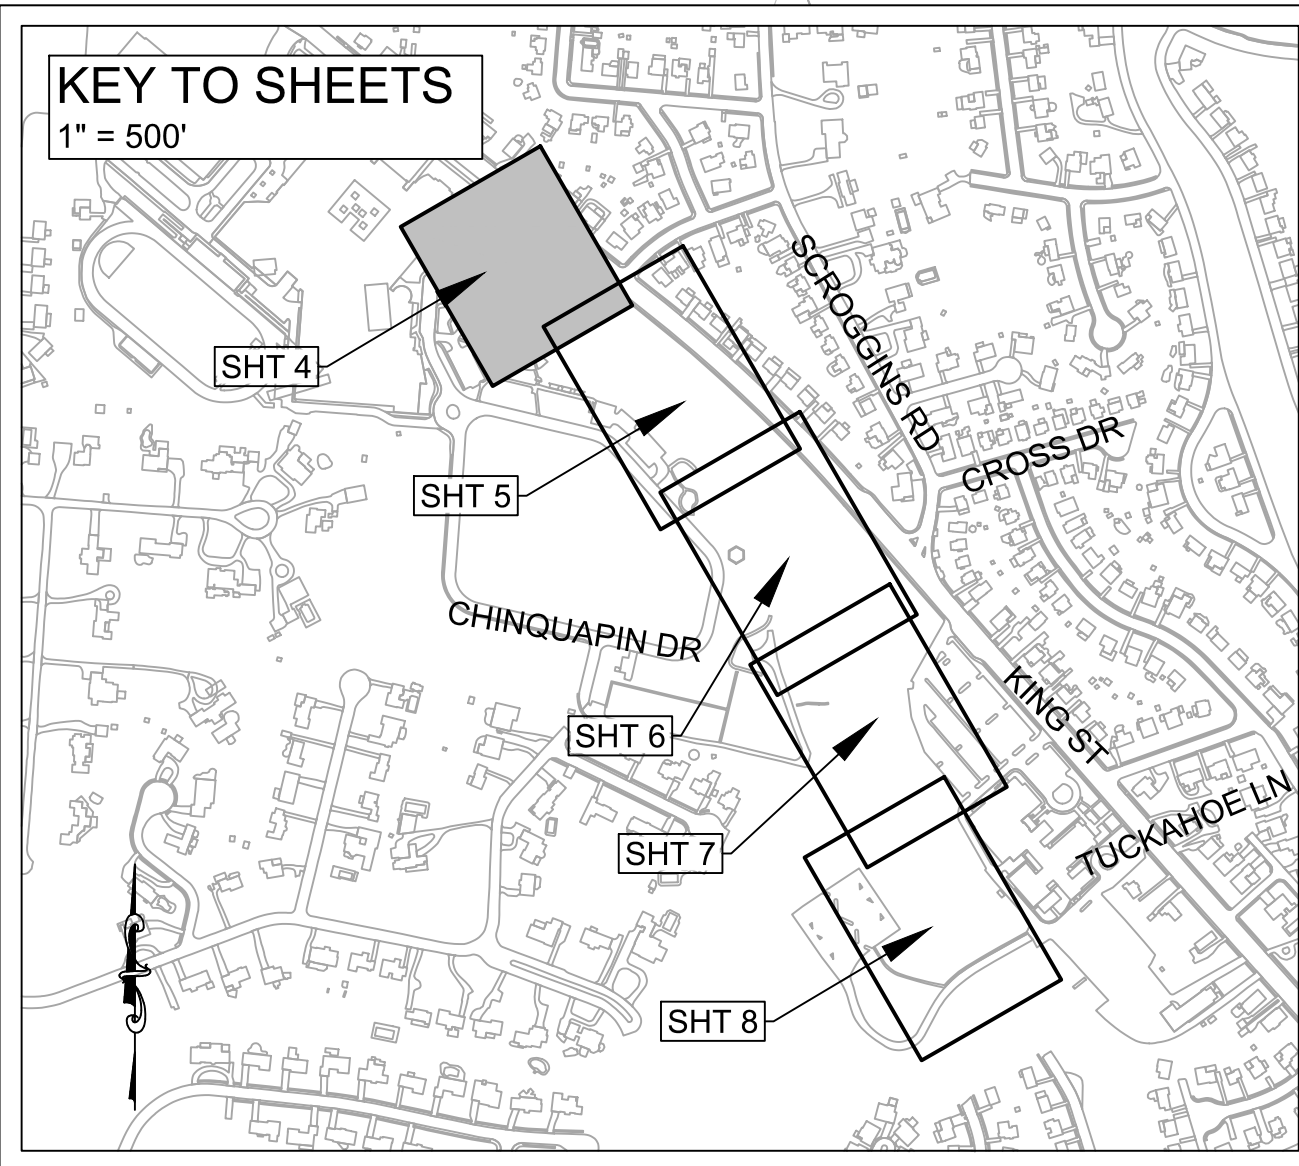 KEY TO SHEETS
1" = 500'
SCROGGINS RD
SHT 4
CROSS DR
SHT 5
CHINQUAPIN DR
KING ST
SHT 6
TUCKAHOE LN
SHT 7
SHT 8